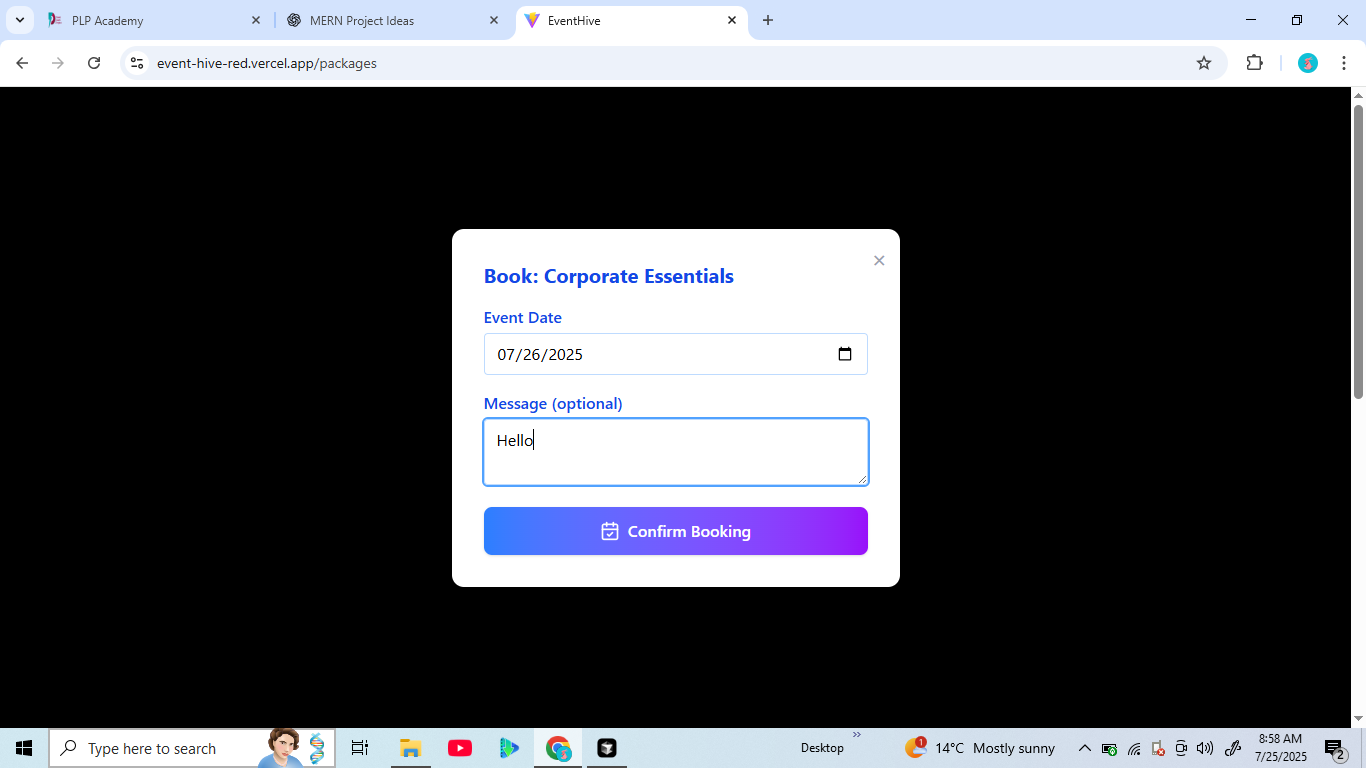 PLP Academy
MERN Project Ideas
EventHive
event-hive-red.vercel.app/packages
Book: Corporate Essentials
Event Date
07/26/2025
Message (optional)
Hello
Confirm Booking
Type here to search
Desktop
1
14°C Mostly sunny
8:58 AM
7/25/2025
2